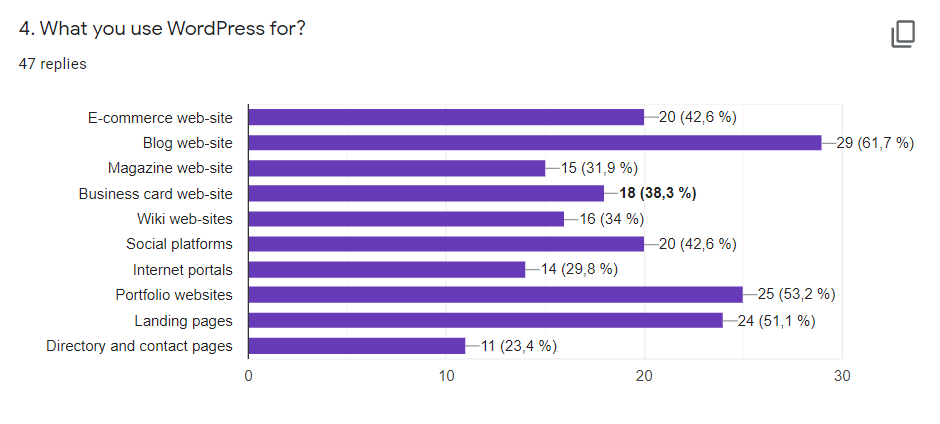 4. What you use WordPress for?
47 replies
E-commerce web-site 20 (42,6 %)
Blog web-site 29 (61,7 %)
Magazine web-site 15 (31,9 %)
Business card web-site 18 (38,3 %)
Wiki web-sites 16 (34 %)
Social platforms 20 (42,6 %)
Internet portals 14 (29,8 %)
Portfolio websites 25 (53,2 %)
Landing pages 24 (51,1 %)
Directory and contact pages 11 (23,4 %)
0 10 20 30